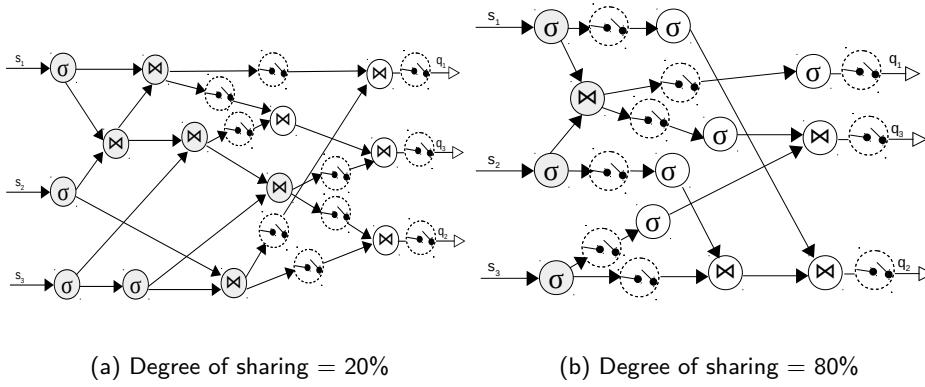 s₁
σ
⋈
⋈
q₁
⋈
⋈
⋈
⋈
q₃
s₂
σ
⋈
⋈
q₂
s₃
σ
σ
⋈
(a) Degree of sharing = 20%
s₁
σ
σ
σ
q₁
⋈
σ
⋈
q₃
s₂
σ
σ
σ
s₃
σ
⋈
⋈
q₂
(b) Degree of sharing = 80%